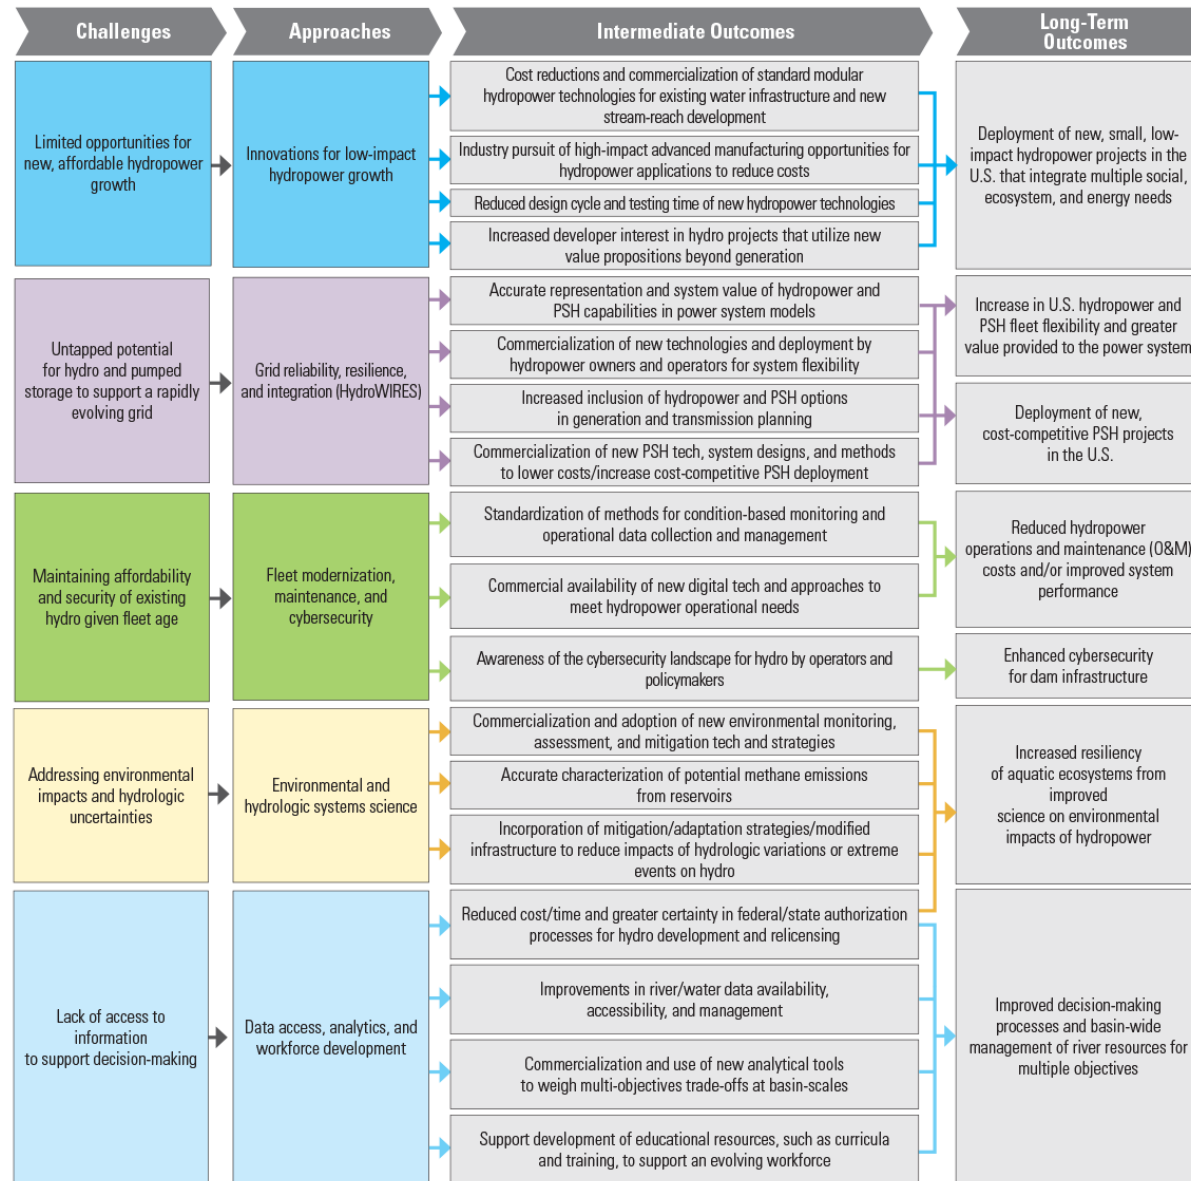 Challenges
Approaches
Intermediate Outcomes
Long-Term
Outcomes
Limited opportunities for
new, affordable hydropower
growth
Innovations for low-impact
hydropower growth
Cost reductions and commercialization of standard modular
hydropower technologies for existing water infrastructure and new
stream-reach development
Industry pursuit of high-impact advanced manufacturing opportunities for
hydropower applications to reduce costs
Reduced design cycle and testing time of new hydropower technologies
Increased developer interest in hydro projects that utilize new
value propositions beyond generation
Deployment of new, small, low-
impact hydropower projects in the
U.S. that integrate multiple social,
ecosystem, and energy needs
Untapped potential
for hydro and pumped
storage to support a rapidly
evolving grid
Grid reliability, resilience,
and integration (HydroWIRES)
Accurate representation and system value of hydropower and
PSH capabilities in power system models
Commercialization of new technologies and deployment by
hydropower owners and operators for system flexibility
Increased inclusion of hydropower and PSH options
in generation and transmission planning
Commercialization of new PSH tech, system designs, and methods
to lower costs/increase cost-competitive PSH deployment
Increase in U.S. hydropower and
PSH fleet flexibility and greater
value provided to the power system
Deployment of new,
cost-competitive PSH projects
in the U.S.
Maintaining affordability
and security of existing
hydro given fleet age
Fleet modernization,
maintenance, and
cybersecurity
Standardization of methods for condition-based monitoring and
operational data collection and management
Commercial availability of new digital tech and approaches to
meet hydropower operational needs
Awareness of the cybersecurity landscape for hydro by operators and
policymakers
Reduced hydropower
operations and maintenance (O&M)
costs and/or improved system
performance
Enhanced cybersecurity
for dam infrastructure
Addressing environmental
impacts and hydrologic
uncertainties
Environmental and
hydrologic systems science
Commercialization and adoption of new environmental monitoring,
assessment, and mitigation tech and strategies
Accurate characterization of potential methane emissions
from reservoirs
Incorporation of mitigation/adaptation strategies/modified
infrastructure to reduce impacts of hydrologic variations or extreme
events on hydro
Increased resiliency
of aquatic ecosystems from
improved
science on environmental
impacts of hydropower
Lack of access to
information
to support decision-making
Data access, analytics, and
workforce development
Reduced cost/time and greater certainty in federal/state authorization
processes for hydro development and relicensing
Improvements in river/water data availability,
accessibility, and management
Commercialization and use of new analytical tools
to weigh multi-objectives trade-offs at basin-scales
Support development of educational resources, such as curricula
and training, to support an evolving workforce
Improved decision-making
processes and basin-wide
management of river resources for
multiple objectives